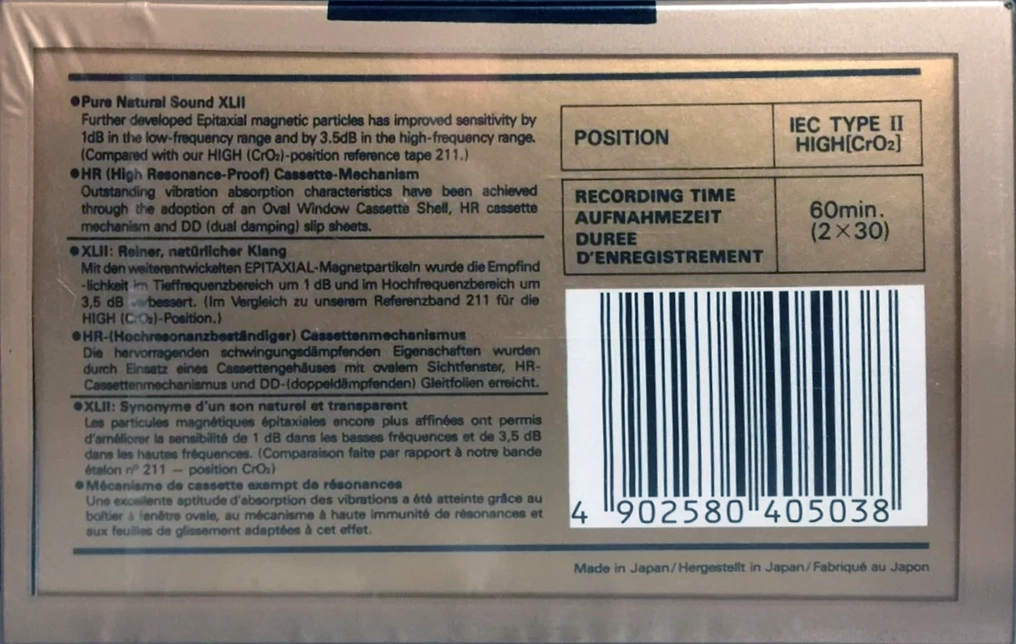 ●Pure Natural Sound XLII
Further developed Epitaxial magnetic particles has improved sensitivity by
1dB in the low-frequency range and by 3.5dB in the high-frequency range.
(Compared with our HIGH (CrO₂)-position reference tape 211.)
●HR (High Resonance-Proof) Cassette-Mechanism
Outstanding vibration absorption characteristics have been achieved
through the adoption of an Oval Window Cassette Shell, HR cassette
mechanism and DD (dual damping) slip sheets.
●XLII: Reiner, natürlicher Klang
Mit den weiterentwickelten EPITAXIAL-Magnetpartikeln wurde die Empfind
-lichkeit im Tieffrequenzbereich um 1 dB und im Hochfrequenzbereich um
3,5 dB verbessert. (Im Vergleich zu unserem Referenzband 211 für die
HIGH (CrO₂)-Position.)
●HR-(Hochresonanzbeständiger) Cassettenmechanismus
Die hervorragenden schwingungsdämpfenden Eigenschaften wurden
durch Einsatz eines Cassettengehäuses mit ovalem Sichtfenster, HR-
Cassettenmechanismus und DD-(doppeldämpfenden) Gleitfolien erreicht.
●XLII: Synonyme d'un son naturel et transparent
Les particules magnétiques épitaxiales encore plus affinées ont permis
d'améliorer la sensibilité de 1 dB dans les basses fréquences et de 3,5 dB
dans les hautes fréquences. (Comparaison faite par rapport à notre bande
étalon nº 211 — position CrO₂)
●Mécanisme de cassette exempt de résonances
Une excellente aptitude d'absorption des vibrations a été atteinte grâce au
boîtier à fenêtre ovale, au mécanisme à haute immunité de résonances et
aux feuilles de glissement adaptées à cet effet.
POSITION
IEC TYPE II
HIGH[CrO₂]
RECORDING TIME
AUFNAHMEZEIT
DUREE
D'ENREGISTREMENT
60min.
(2×30)
4 902580 405038
Made in Japan/Hergestellt in Japan/Fabriqué au Japon